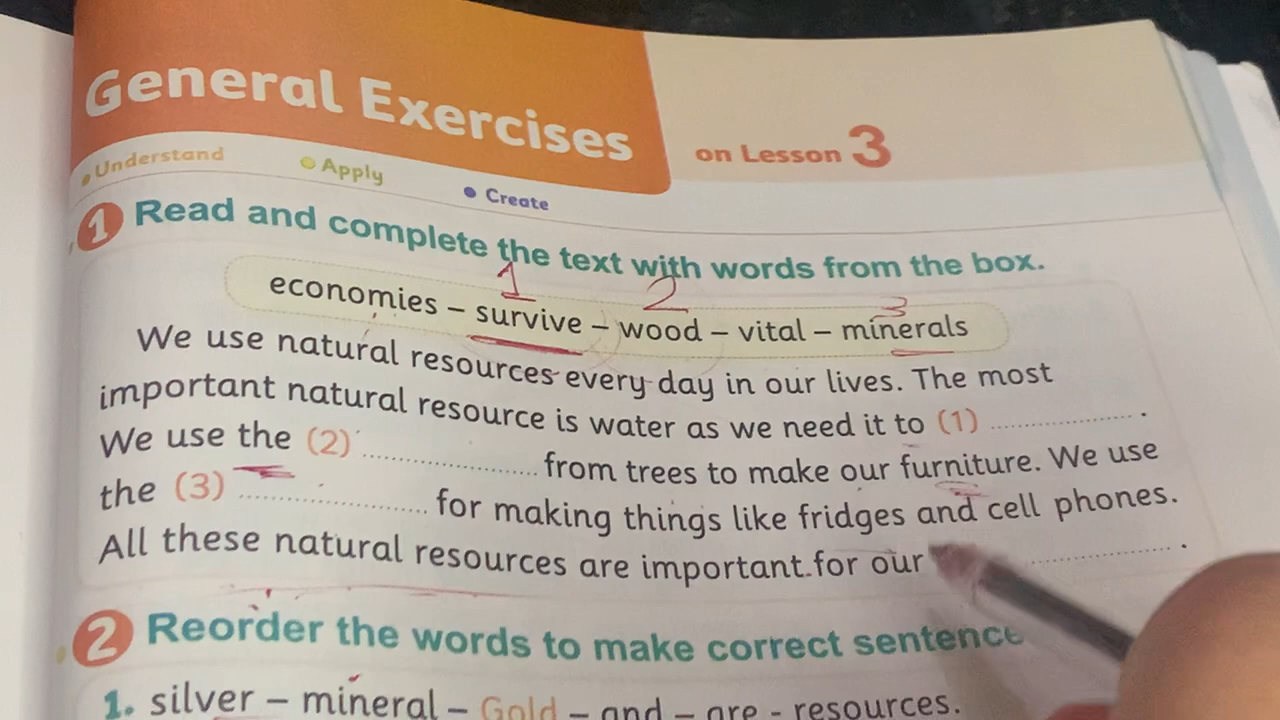 General Exercises
on Lesson 3
Understand
Apply
Create
1 Read and complete the text with words from the box.
1 2 3
economies – survive – wood – vital – minerals
We use natural resources every day in our lives. The most
important natural resource is water as we need it to (1) .................... .
We use the (2) .................... from trees to make our furniture. We use
the (3) .................... for making things like fridges and cell phones.
All these natural resources are important for our .................... .
2 Reorder the words to make correct sentence
1. silver – mineral – Gold – and – are - resources.